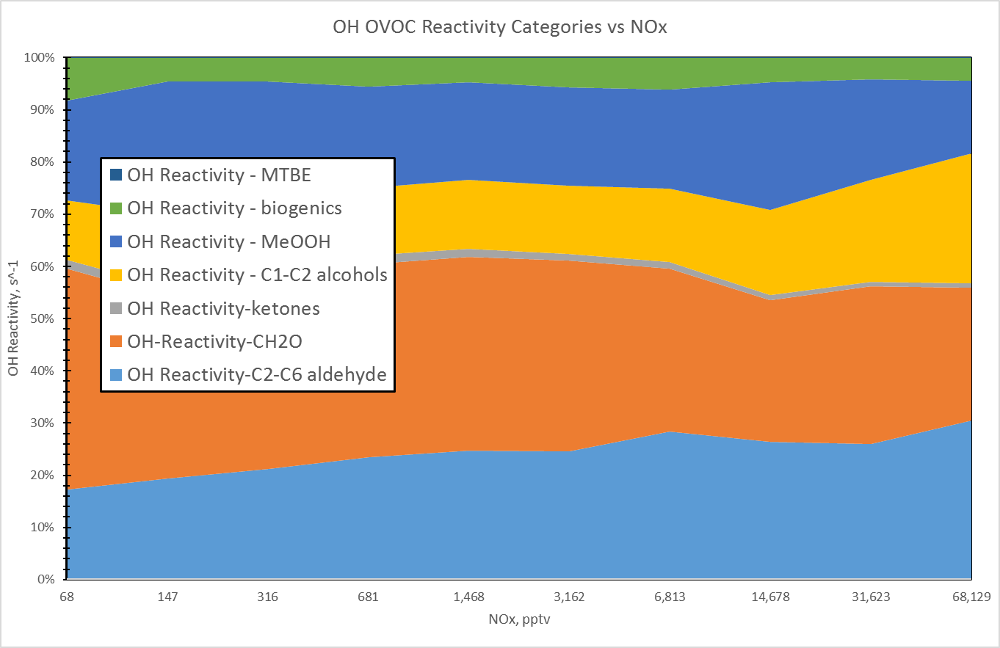 OH OVOC Reactivity Categories vs NOx
100%
90%
80%
70%
60%
50%
40%
30%
20%
10%
0%
OH Reactivity, s^-1
OH Reactivity - MTBE
OH Reactivity - biogenics
OH Reactivity - MeOOH
OH Reactivity - C1-C2 alcohols
OH Reactivity-ketones
OH-Reactivity-CH2O
OH Reactivity-C2-C6 aldehyde
68 147 316 681 1,468 3,162 6,813 14,678 31,623 68,129
NOx, pptv